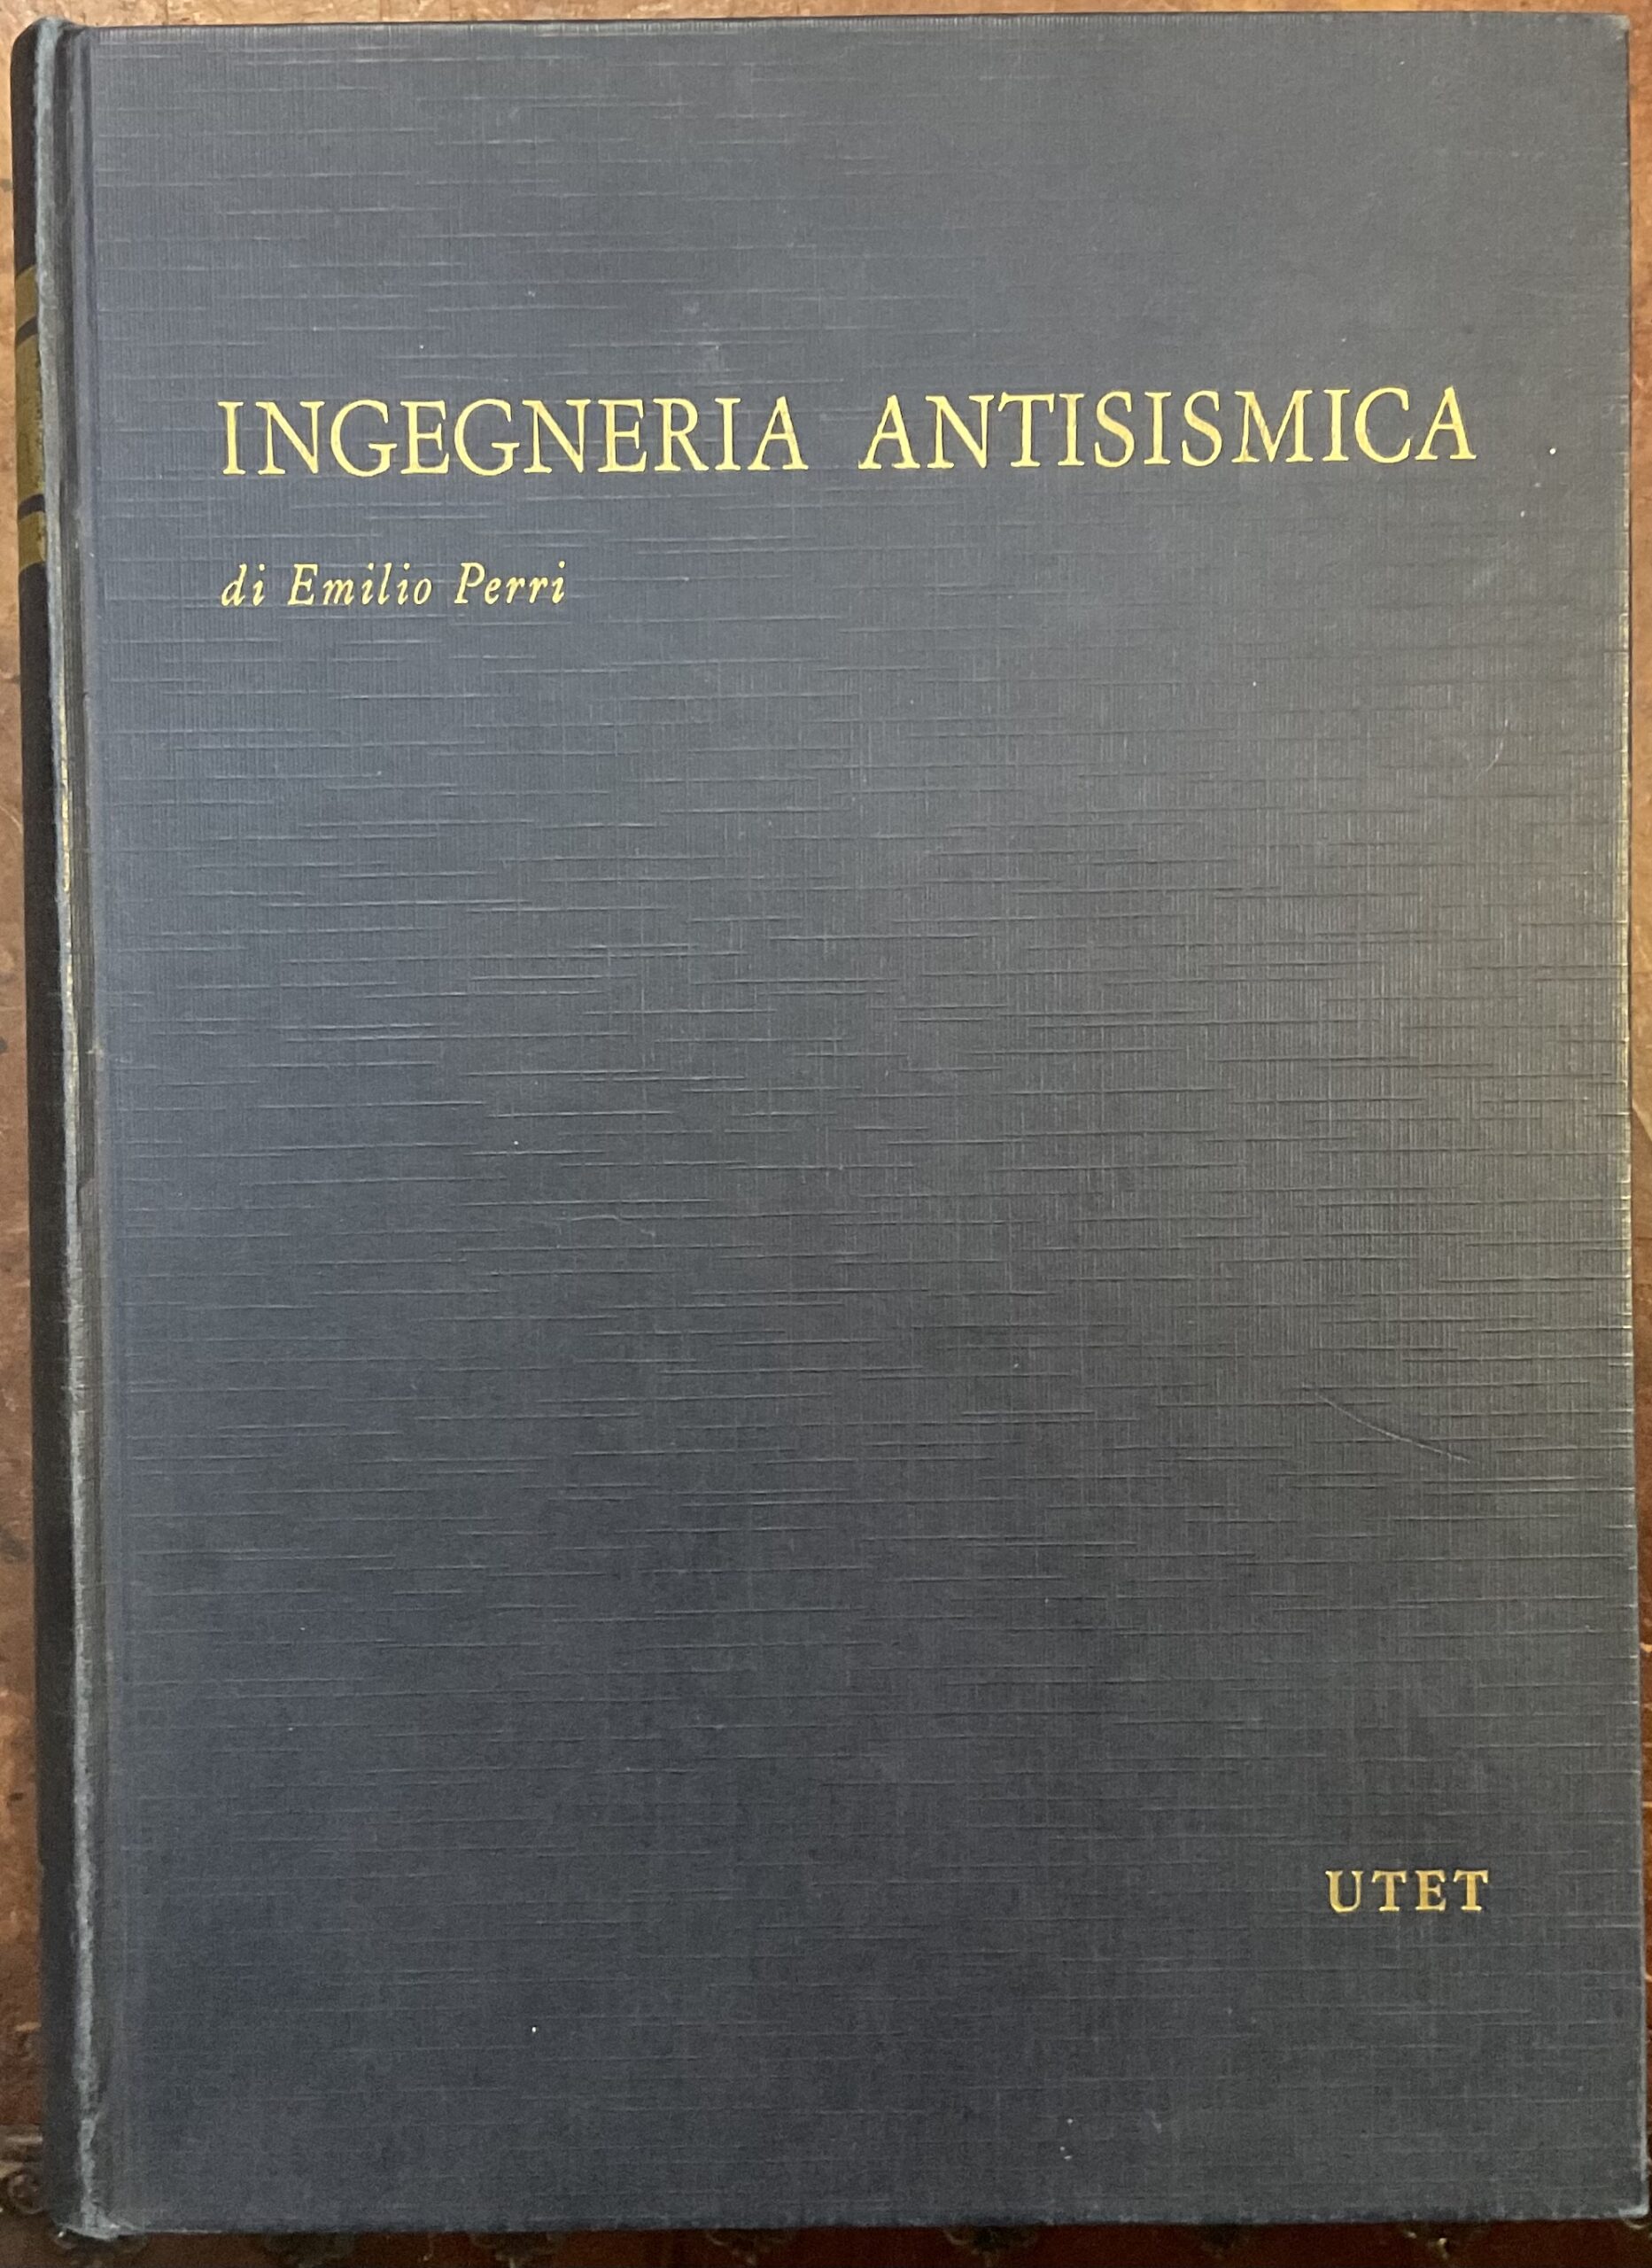 INGEGNERIA ANTISISMICA
di Emilio Perri
UTET